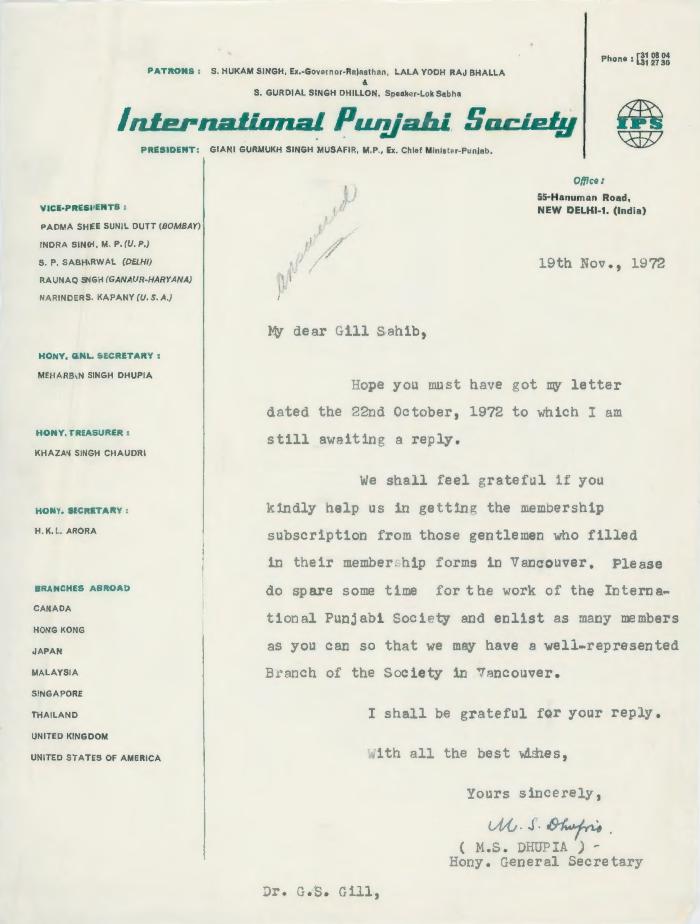 Phone : 31 08 04
31 27 30
PATRONS : S. HUKAM SINGH, Ex.-Governor-Rajasthan, LALA YODH RAJ BHALLA
&
S. GURDIAL SINGH DHILLON, Speaker-Lok Sabha
International Punjabi Society
IPS
PRESIDENT: GIANI GURMUKH SINGH MUSAFIR, M.P., Ex. Chief Minister-Punjab.
Office :
55-Hanuman Road,
NEW DELHI-1. (India)
VICE-PRESIDENTS :
PADMA SHEE SUNIL DUTT (BOMBAY)
INDRA SINGH, M. P. (U. P.)
S. P. SABHARWAL (DELHI)
RAUNAQ SINGH (GANAUR-HARYANA)
NARINDERS. KAPANY (U. S. A.)
HONY. GNL. SECRETARY :
MEHARBAN SINGH DHUPIA
HONY. TREASURER :
KHAZAN SINGH CHAUDRI
HONY. SECRETARY :
H.K.L. ARORA
BRANCHES ABROAD
CANADA
HONG KONG
JAPAN
MALAYSIA
SINGAPORE
THAILAND
UNITED KINGDOM
UNITED STATES OF AMERICA
answered
19th Nov., 1972
My dear Gill Sahib,
Hope you must have got my letter
dated the 22nd October, 1972 to which I am
still awaiting a reply.
We shall feel grateful if you
kindly help us in getting the membership
subscription from those gentlemen who filled
in their membership forms in Vancouver. Please
do spare some time for the work of the Interna-
tional Punjabi Society and enlist as many members
as you can so that we may have a well-represented
Branch of the Society in Vancouver.
I shall be grateful for your reply.
With all the best wishes,
Yours sincerely,
M. S. Dhupia.
( M.S. DHUPIA ) -
Hony. General Secretary
Dr. G.S. Gill,